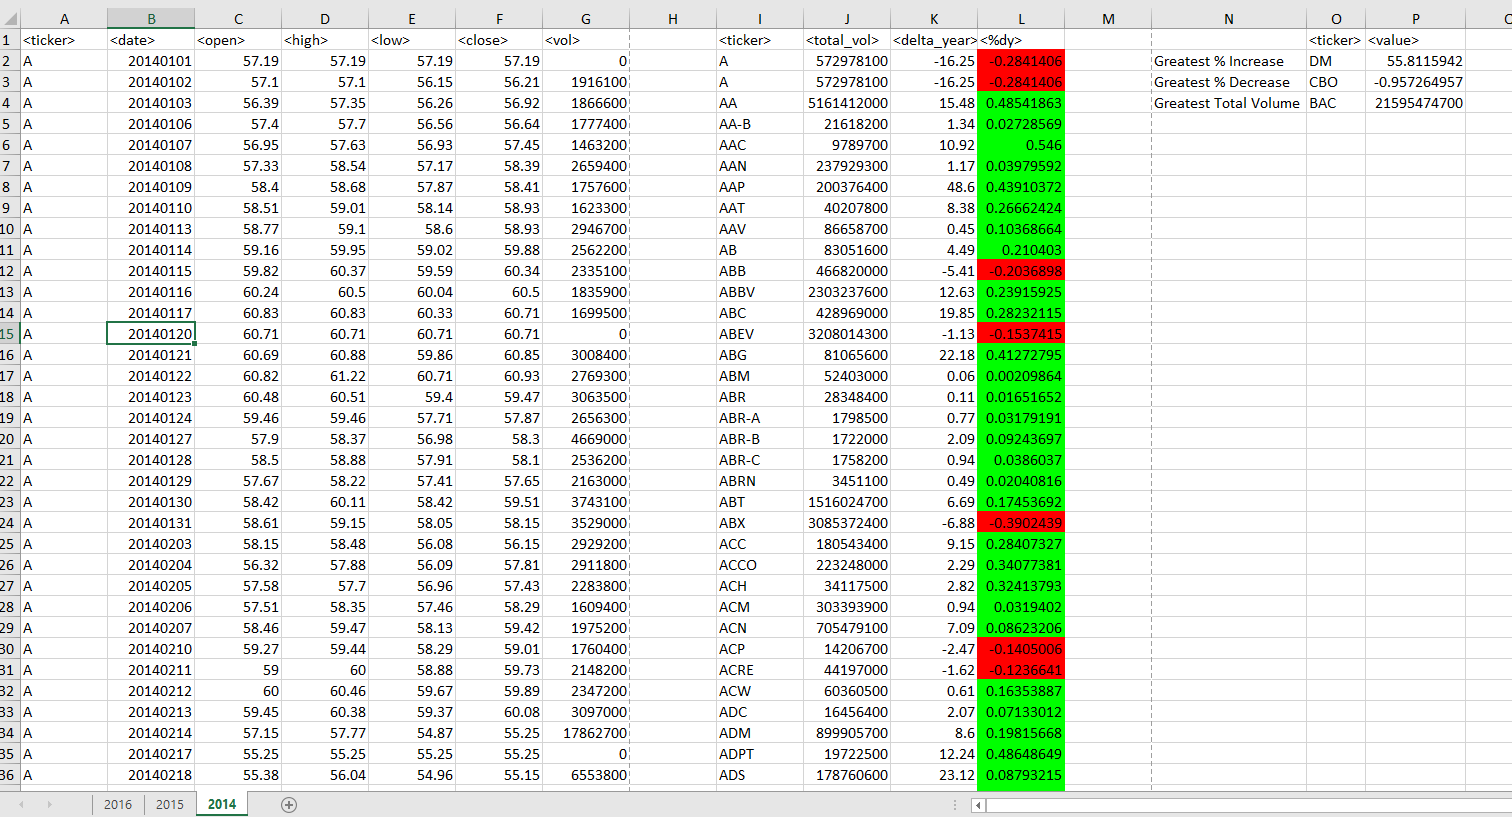 A B C D E F G H I J K L M N O P
1 <ticker> <date> <open> <high> <low> <close> <vol> <ticker> <total_vol> <delta_year> <%dy> <ticker> <value>
2 A 20140101 57.19 57.19 57.19 57.19 0 A 572978100 -16.25 -0.2841406 Greatest % Increase DM 55.8115942
3 A 20140102 57.1 57.1 56.15 56.21 1916100 A 572978100 -16.25 -0.2841406 Greatest % Decrease CBO -0.957264957
4 A 20140103 56.39 57.35 56.26 56.92 1866600 AA 5161412000 15.48 0.48541863 Greatest Total Volume BAC 21595474700
5 A 20140106 57.4 57.7 56.56 56.64 1777400 AA-B 21618200 1.34 0.02728569
6 A 20140107 56.95 57.63 56.93 57.45 1463200 AAC 9789700 10.92 0.546
7 A 20140108 57.33 58.54 57.17 58.39 2659400 AAN 237929300 1.17 0.03979592
8 A 20140109 58.4 58.68 57.87 58.41 1757600 AAP 200376400 48.6 0.43910372
9 A 20140110 58.51 59.01 58.14 58.93 1623300 AAT 40207800 8.38 0.26662424
10 A 20140113 58.77 59.1 58.6 58.93 2946700 AAV 86658700 0.45 0.10368664
11 A 20140114 59.16 59.95 59.02 59.88 2562200 AB 83051600 4.49 0.210403
12 A 20140115 59.82 60.37 59.59 60.34 2335100 ABB 466820000 -5.41 -0.2036898
13 A 20140116 60.24 60.5 60.04 60.5 1835900 ABBV 2303237600 12.63 0.23915925
14 A 20140117 60.83 60.83 60.33 60.71 1699500 ABC 428969000 19.85 0.28232115
15 A 20140120 60.71 60.71 60.71 60.71 0 ABEV 3208014300 -1.13 -0.1537415
16 A 20140121 60.69 60.88 59.86 60.85 3008400 ABG 81065600 22.18 0.41272795
17 A 20140122 60.82 61.22 60.71 60.93 2769300 ABM 52403000 0.06 0.00209864
18 A 20140123 60.48 60.51 59.4 59.47 3063500 ABR 28348400 0.11 0.01651652
19 A 20140124 59.46 59.46 57.71 57.87 2656300 ABR-A 1798500 0.77 0.03179191
20 A 20140127 57.9 58.37 56.98 58.3 4669000 ABR-B 1722000 2.09 0.09243697
21 A 20140128 58.5 58.88 57.91 58.1 2536200 ABR-C 1758200 0.94 0.0386037
22 A 20140129 57.67 58.22 57.41 57.65 2163000 ABRN 3451100 0.49 0.02040816
23 A 20140130 58.42 60.11 58.42 59.51 3743100 ABT 1516024700 6.69 0.17453692
24 A 20140131 58.61 59.15 58.05 58.15 3529000 ABX 3085372400 -6.88 -0.3902439
25 A 20140203 58.15 58.48 56.08 56.15 2929200 ACC 180543400 9.15 0.28407327
26 A 20140204 56.32 57.88 56.09 57.81 2911800 ACCO 223248000 2.29 0.34077381
27 A 20140205 57.58 57.7 56.96 57.43 2283800 ACH 34117500 2.82 0.32413793
28 A 20140206 57.51 58.35 57.46 58.29 1609400 ACM 303393900 0.94 0.0319402
29 A 20140207 58.46 59.47 58.13 59.42 1975200 ACN 705479100 7.09 0.08623206
30 A 20140210 59.27 59.44 58.29 59.01 1760400 ACP 14206700 -2.47 -0.1405006
31 A 20140211 59 60 58.88 59.73 2148200 ACRE 44197000 -1.62 -0.1236641
32 A 20140212 60 60.46 59.67 59.89 2347200 ACW 60360500 0.61 0.16353887
33 A 20140213 59.45 60.38 59.37 60.08 3097000 ADC 16456400 2.07 0.07133012
34 A 20140214 57.15 57.77 54.87 55.25 17862700 ADM 899905700 8.6 0.19815668
35 A 20140217 55.25 55.25 55.25 55.25 0 ADPT 19722500 12.24 0.48648649
36 A 20140218 55.38 56.04 54.96 55.15 6553800 ADS 178760600 23.12 0.08793215
2016 2015 2014